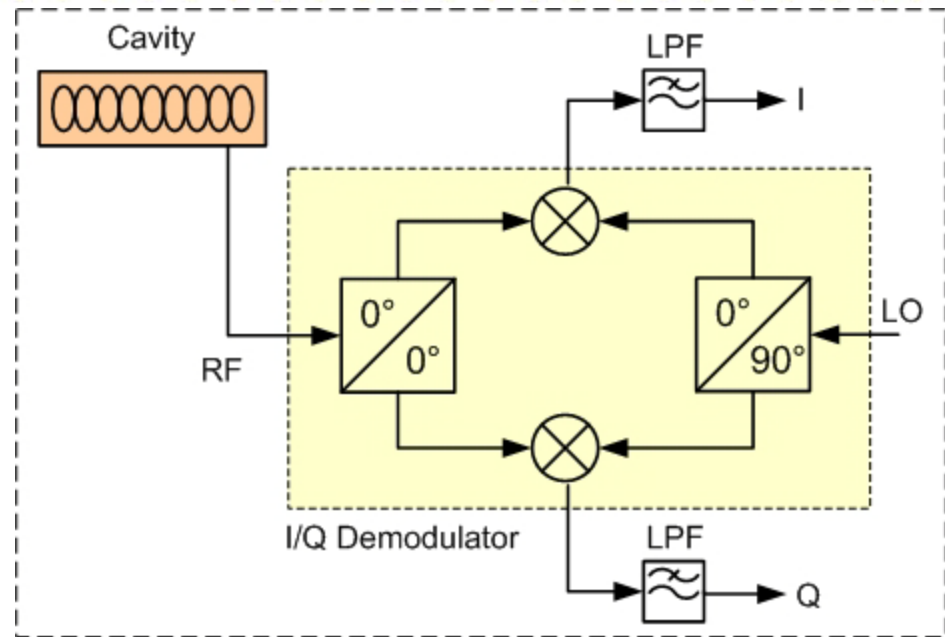 Cavity
LPF
I
0°
0°
0°
90°
LO
RF
I/Q Demodulator
LPF
Q